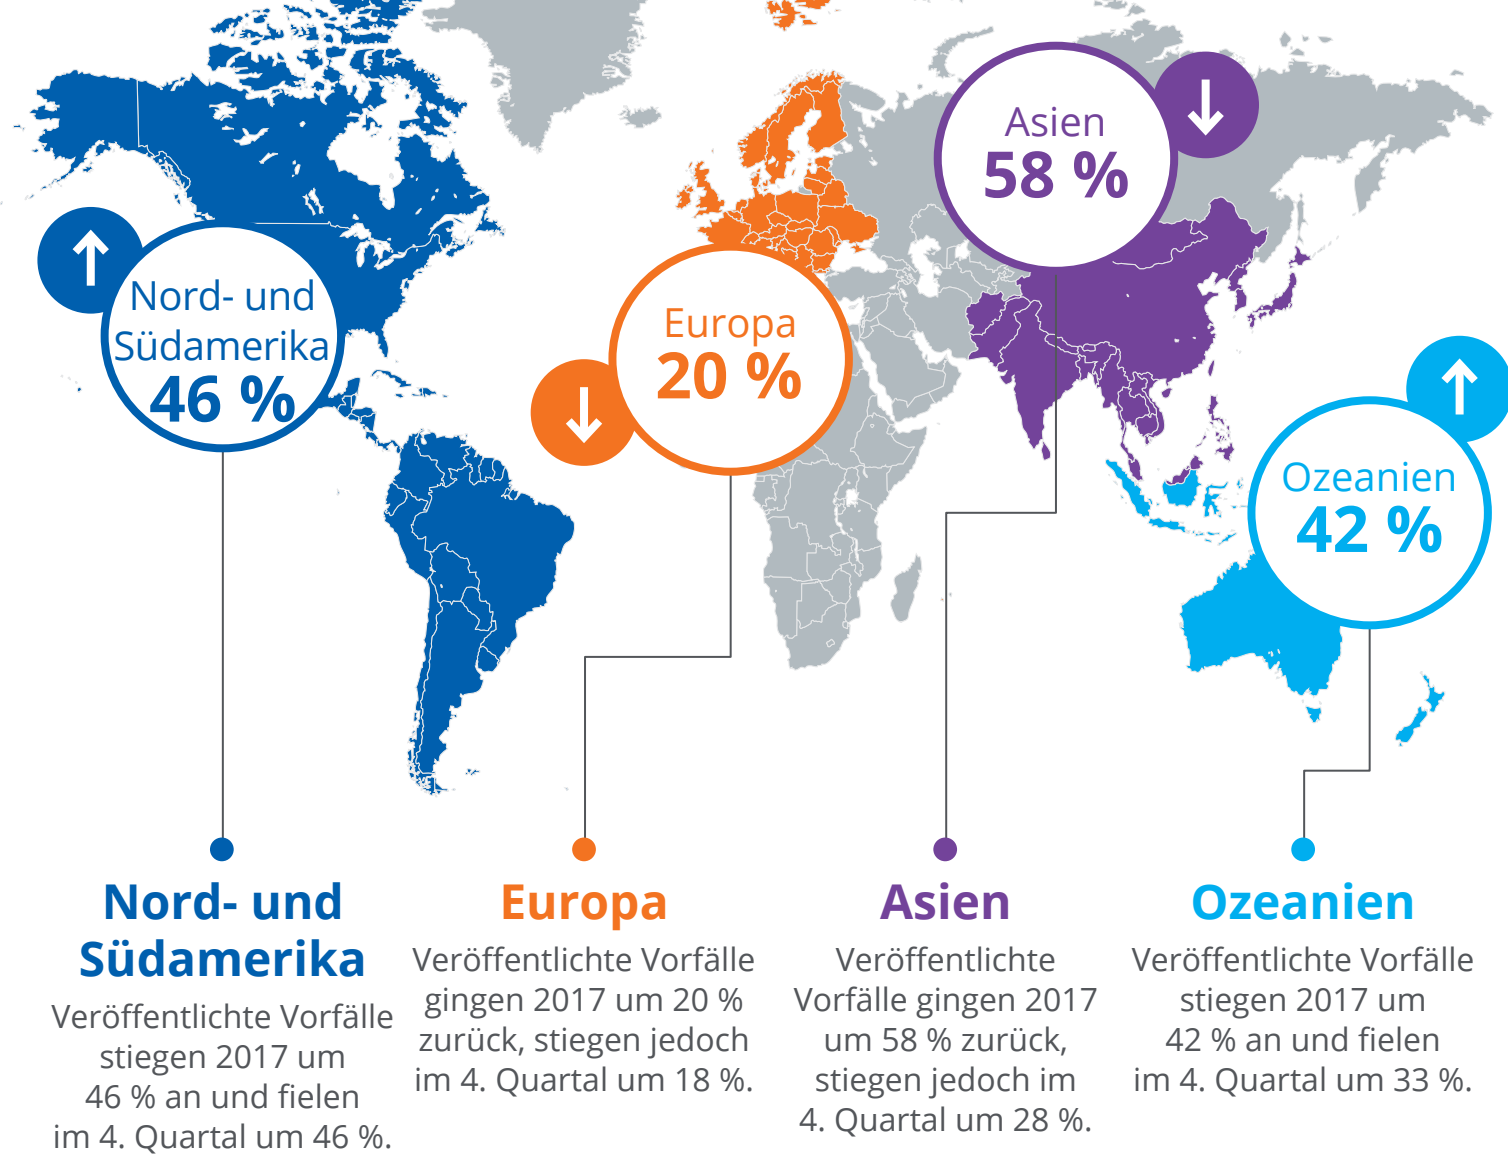 Asien
58 %
Nord- und
Südamerika
46 %
Europa
20 %
Ozeanien
42 %
Nord- und
Südamerika
Veröffentlichte Vorfälle
stiegen 2017 um
46 % an und fielen
im 4. Quartal um 46 %.
Europa
Veröffentlichte Vorfälle
gingen 2017 um 20 %
zurück, stiegen jedoch
im 4. Quartal um 18 %.
Asien
Veröffentlichte
Vorfälle gingen 2017
um 58 % zurück,
stiegen jedoch im
4. Quartal um 28 %.
Ozeanien
Veröffentlichte Vorfälle
stiegen 2017 um
42 % an und fielen
im 4. Quartal um 33 %.